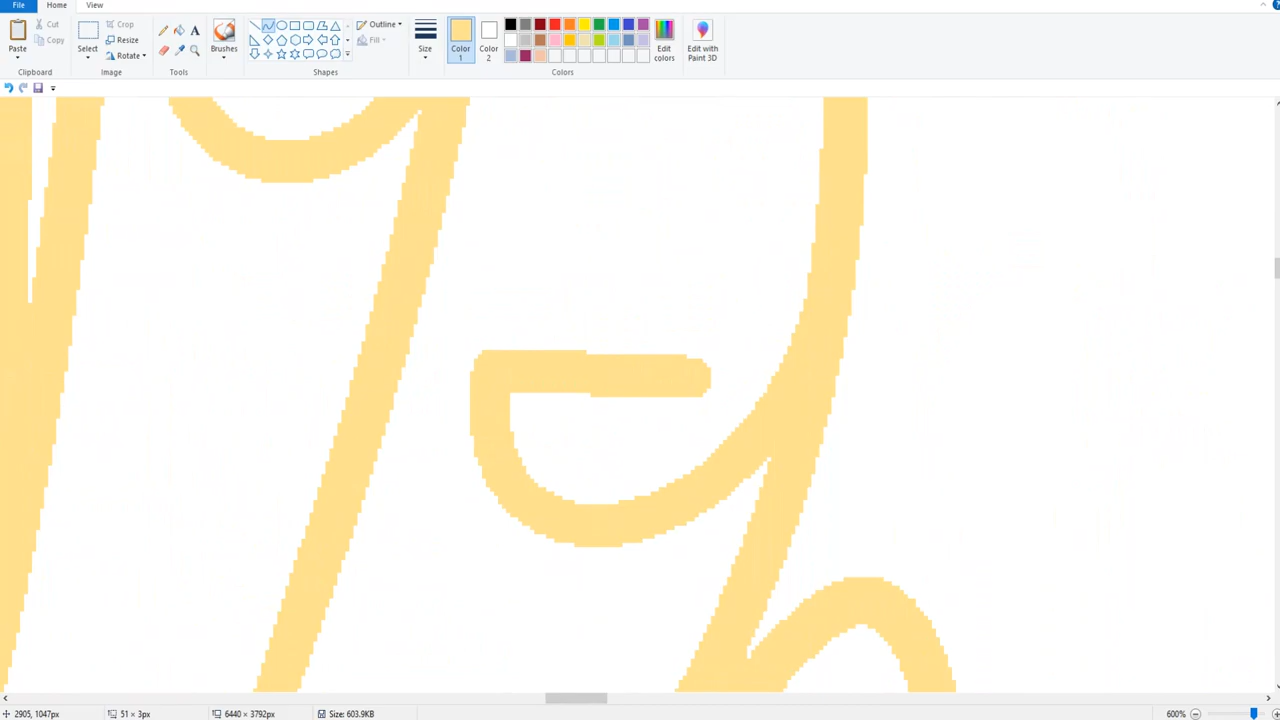 File Home View
Paste Cut Copy Select Crop Resize Rotate A Brushes Outline Fill Size Color 1 Color 2 Edit colors Edit with Paint 3D
Clipboard Image Tools Shapes Colors
2905, 1047px 51 × 3px 6440 × 3792px Size: 603.9KB 600%